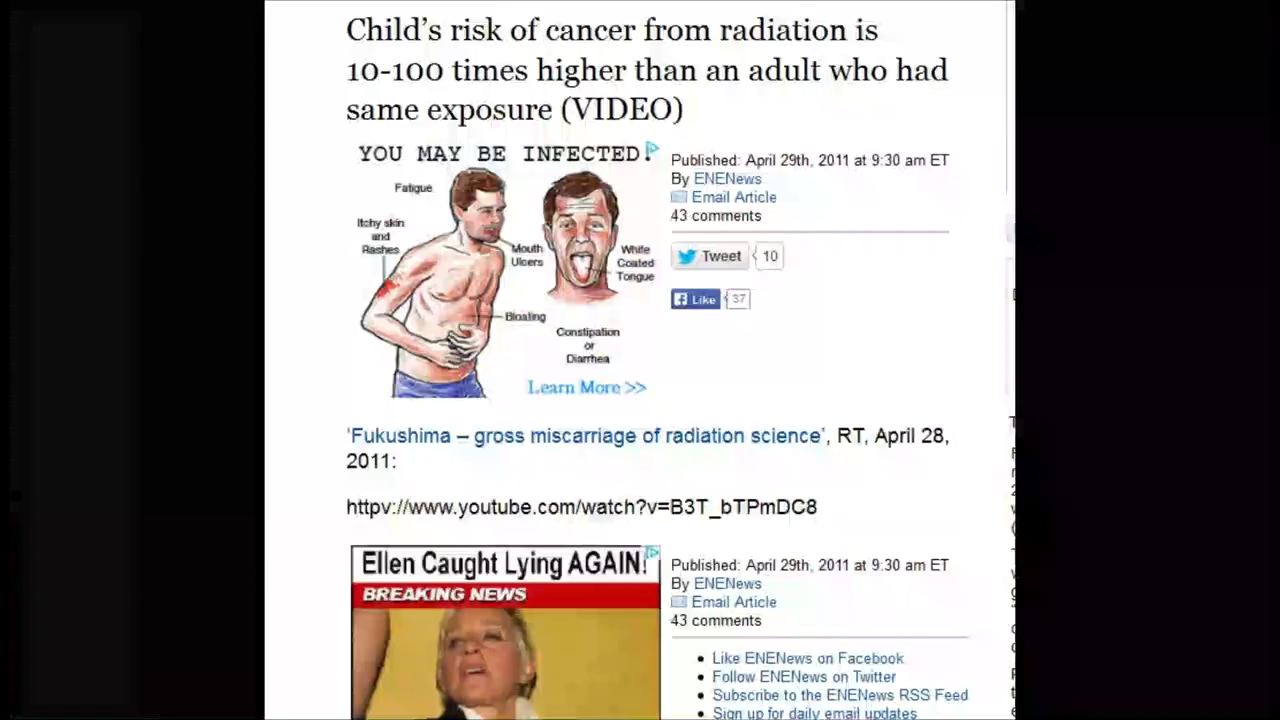 Child's risk of cancer from radiation is
10-100 times higher than an adult who had
same exposure (VIDEO)
YOU MAY BE INFECTED!
Fatigue
Itchy skin
and
Rashes
Mouth
Ulcers
White
Coated
Tongue
Bloating
Constipation
or
Diarrhea
Learn More >>
Published: April 29th, 2011 at 9:30 am ET
By ENENews
Email Article
43 comments
Tweet 10
Like 37
'Fukushima – gross miscarriage of radiation science', RT, April 28,
2011:
httpv://www.youtube.com/watch?v=B3T_bTPmDC8
Ellen Caught Lying AGAIN!
BREAKING NEWS
Published: April 29th, 2011 at 9:30 am ET
By ENENews
Email Article
43 comments
• Like ENENews on Facebook
• Follow ENENews on Twitter
• Subscribe to the ENENews RSS Feed
• Sign up for daily email updates